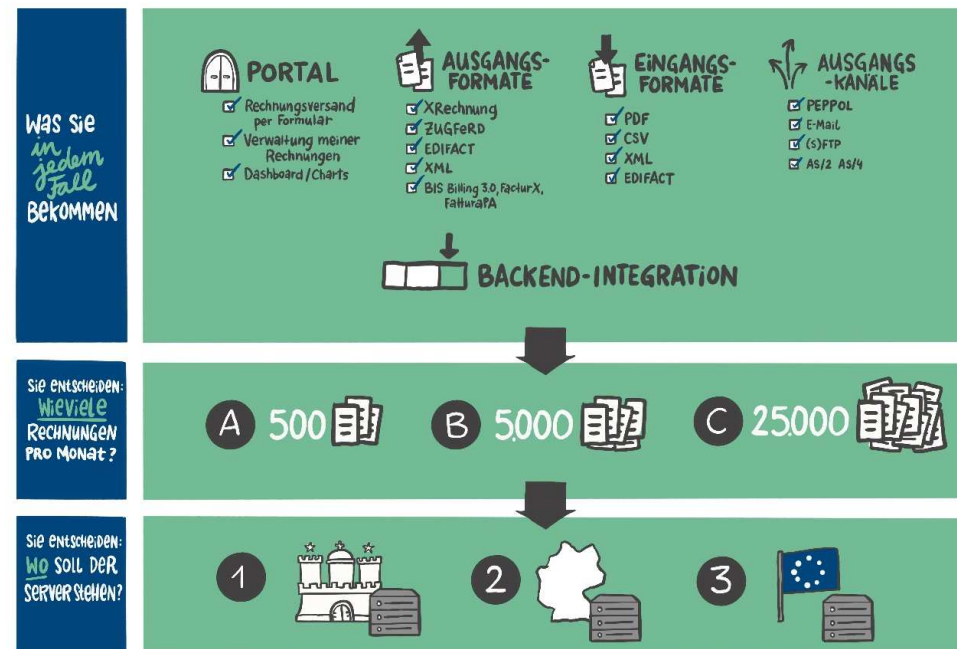 Was Sie
in
jedem
Fall
Bekommen
PORTAL
Rechnungsversand
per Formular
Verwaltung meiner
Rechnungen
Dashboard/Charts
AUSGANGS-
FORMATE
XRechnung
ZUGFeRD
EDIFACT
XML
BIS Billing 3.0, FacturX,
FatturaPA
EINGANGS-
FORMATE
PDF
CSV
XML
EDIFACT
AUSGANGS
-KANÄLE
PEPPOL
E-Mail
(S)FTP
AS/2 AS/4
BACKEND-INTEGRATION
Sie entscheiden:
Wieviele
Rechnungen
pro Monat?
A 500
B 5.000
C 25.000
Sie entscheiden:
Wo soll der
Server stehen?
1
2
3